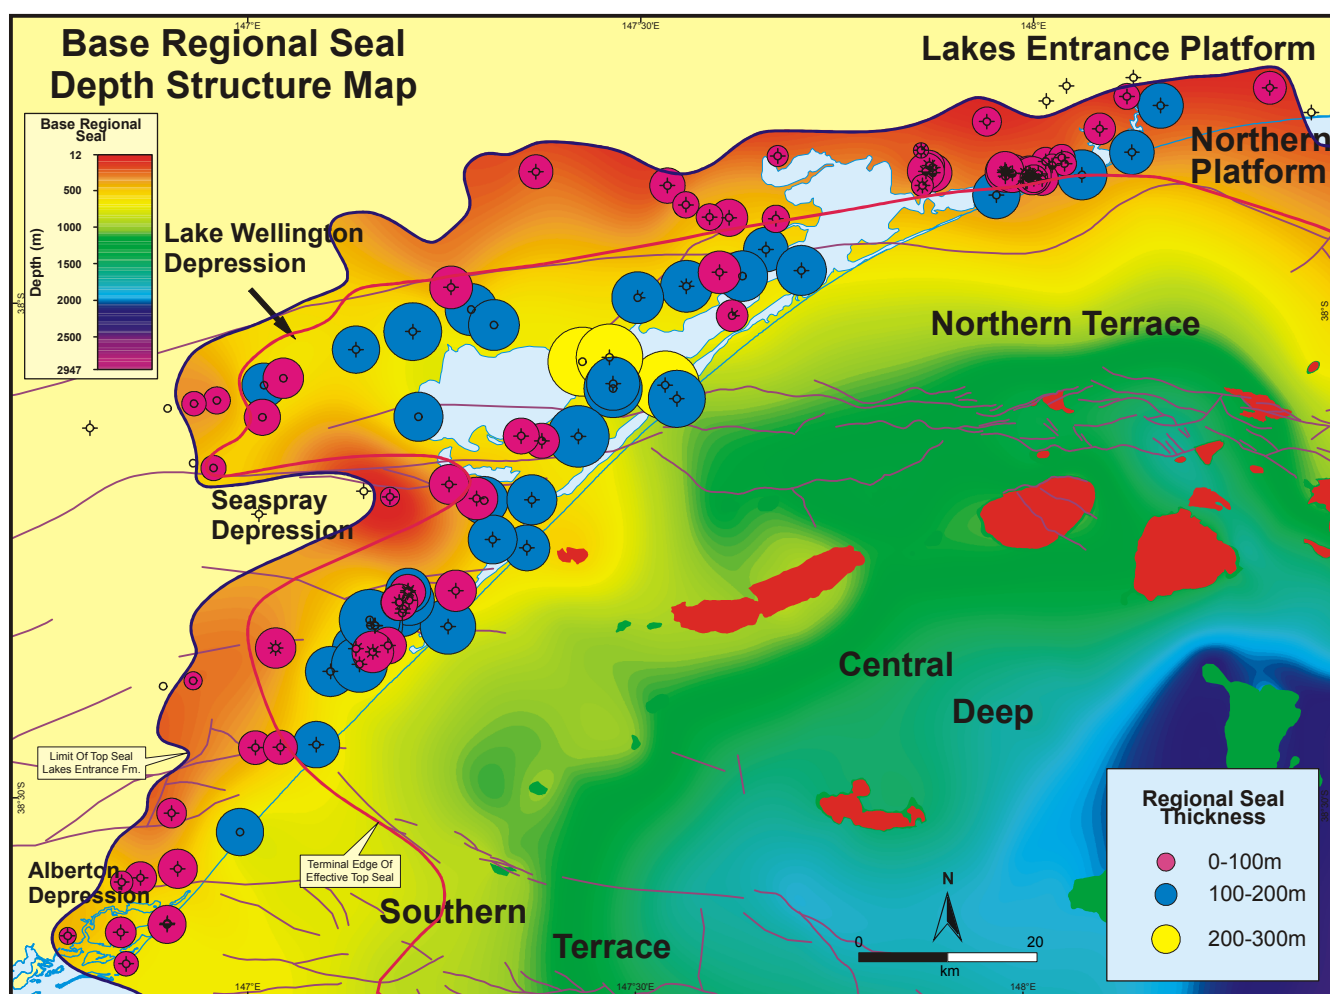 147°E
147°30'E
148°E
Base Regional Seal
Depth Structure Map
Lakes Entrance Platform
Base Regional
Seal
12
500
1000
1500
2000
2500
2947
Depth (m)
Northern
Platform
Lake Wellington
Depression
38°S
38°S
Northern Terrace
Seaspray
Depression
Central
Deep
Limit Of Top Seal
Lakes Entrance Fm.
38°30'S
Regional Seal
Thickness
0-100m
100-200m
200-300m
Terminal Edge Of
Effective Top Seal
Alberton
Depression
Southern
Terrace
N
0
20
km
147°E
147°30'E
148°E